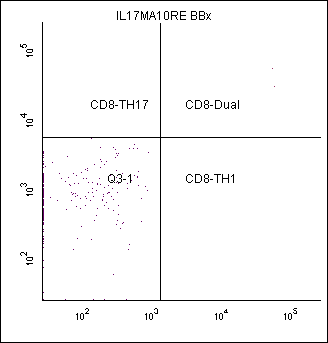 IL17MA10RE BBx
10^5
CD8-TH17 CD8-Dual
10^4
Q3-1 CD8-TH1
10^3
10^2
10^2 10^3 10^4 10^5